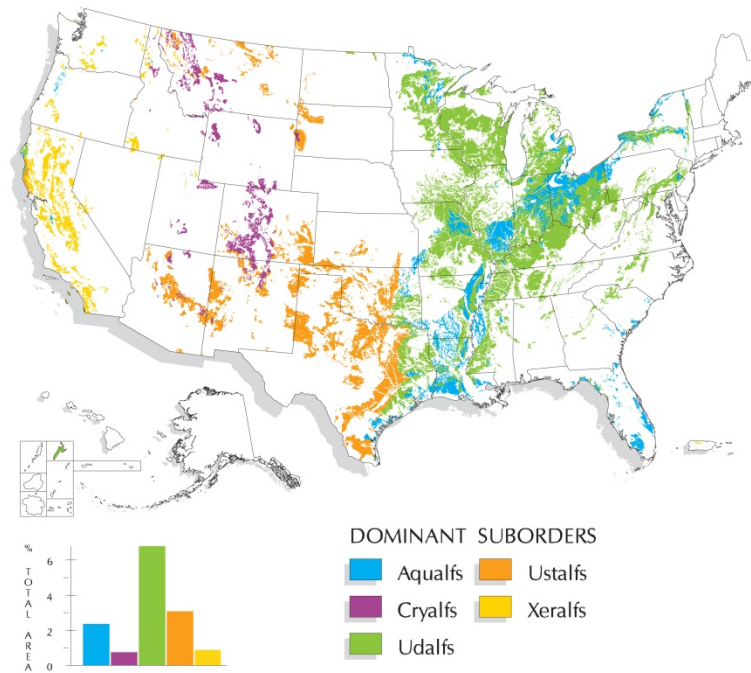 DOMINANT SUBORDERS
Aqualfs
Ustalfs
Cryalfs
Xeralfs
Udalfs
% TOTAL AREA
6
4
2
0